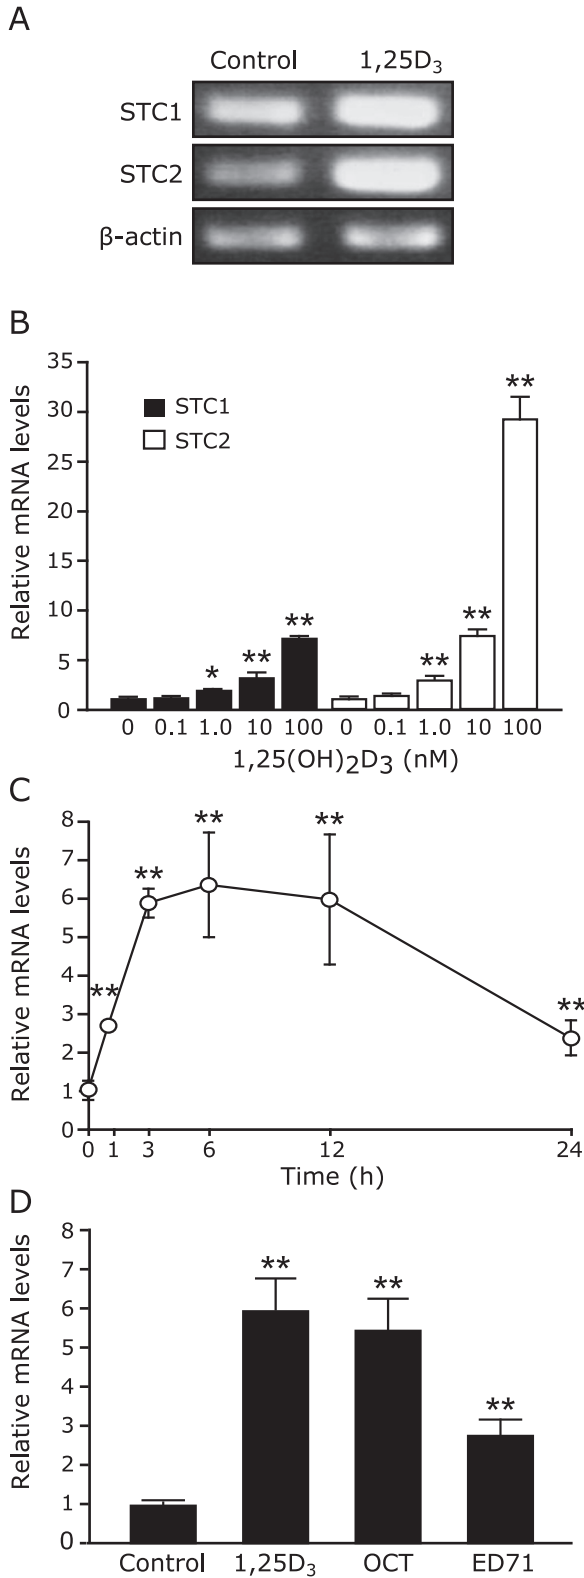 A
Control 1,25D3
STC1
STC2
β-actin
B
Relative mRNA levels
35
30
25
20
15
10
5
0
STC1
STC2
* ** ** ** ** **
0 0.1 1.0 10 100 0 0.1 1.0 10 100
1,25(OH)2D3 (nM)
C
Relative mRNA levels
8
7
6
5
4
3
2
1
0
** ** ** ** **
0 1 3 6 12 24
Time (h)
D
Relative mRNA levels
8
7
6
5
4
3
2
1
0
** ** **
Control 1,25D3 OCT ED71